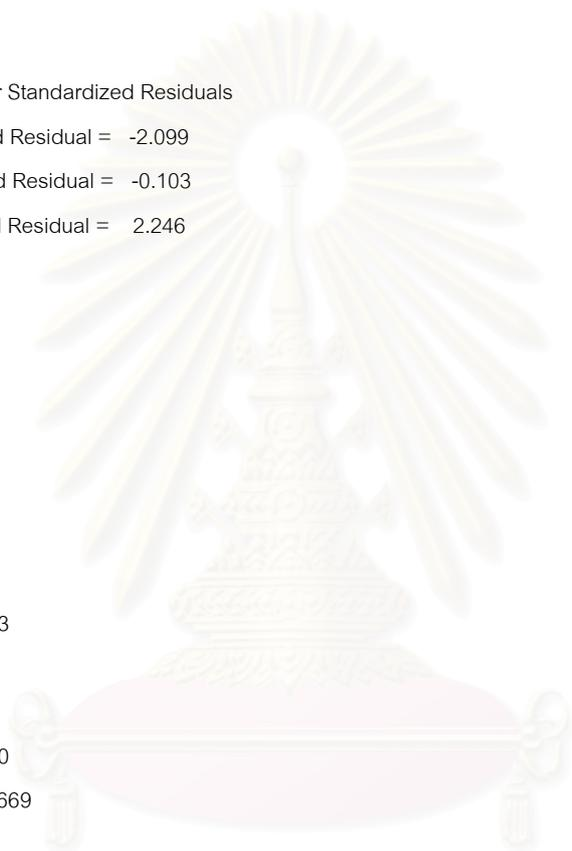 r Standardized Residuals
d Residual = -2.099
d Residual = -0.103
l Residual = 2.246
3
0
669